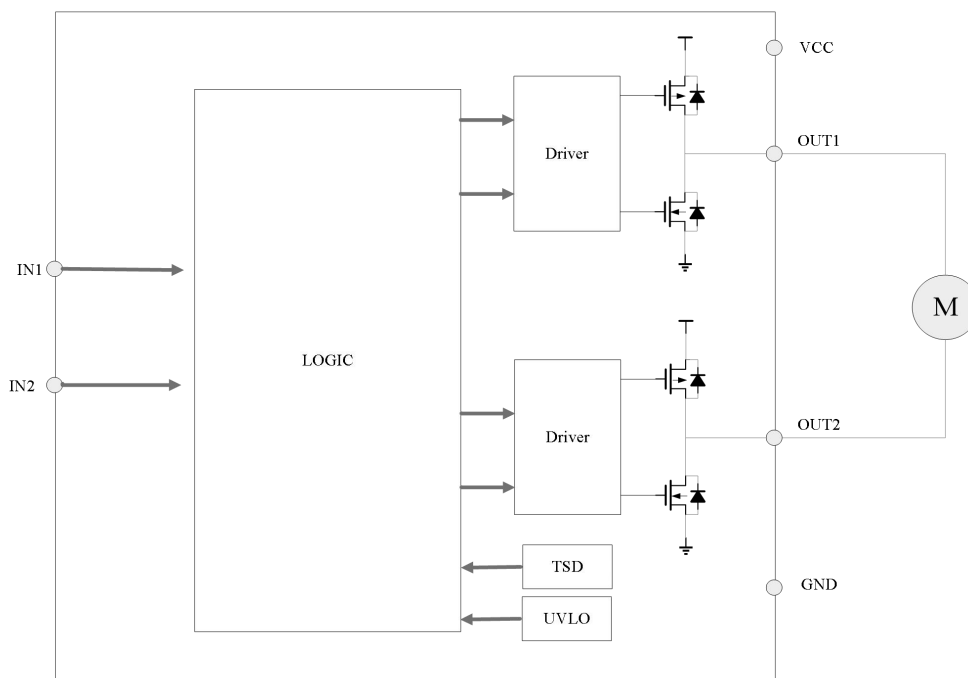 VCC
OUT1
Driver
IN1
M
LOGIC
IN2
OUT2
Driver
TSD
GND
UVLO